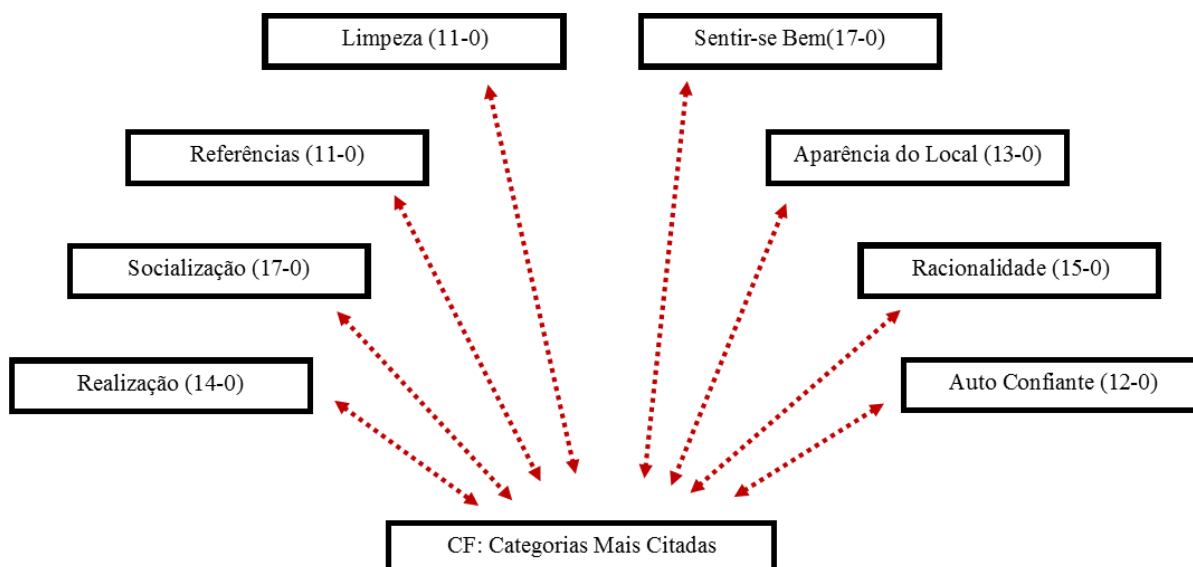 Limpeza (11-0)
Sentir-se Bem(17-0)
Referências (11-0)
Aparência do Local (13-0)
Socialização (17-0)
Racionalidade (15-0)
Realização (14-0)
Auto Confiante (12-0)
CF: Categorias Mais Citadas